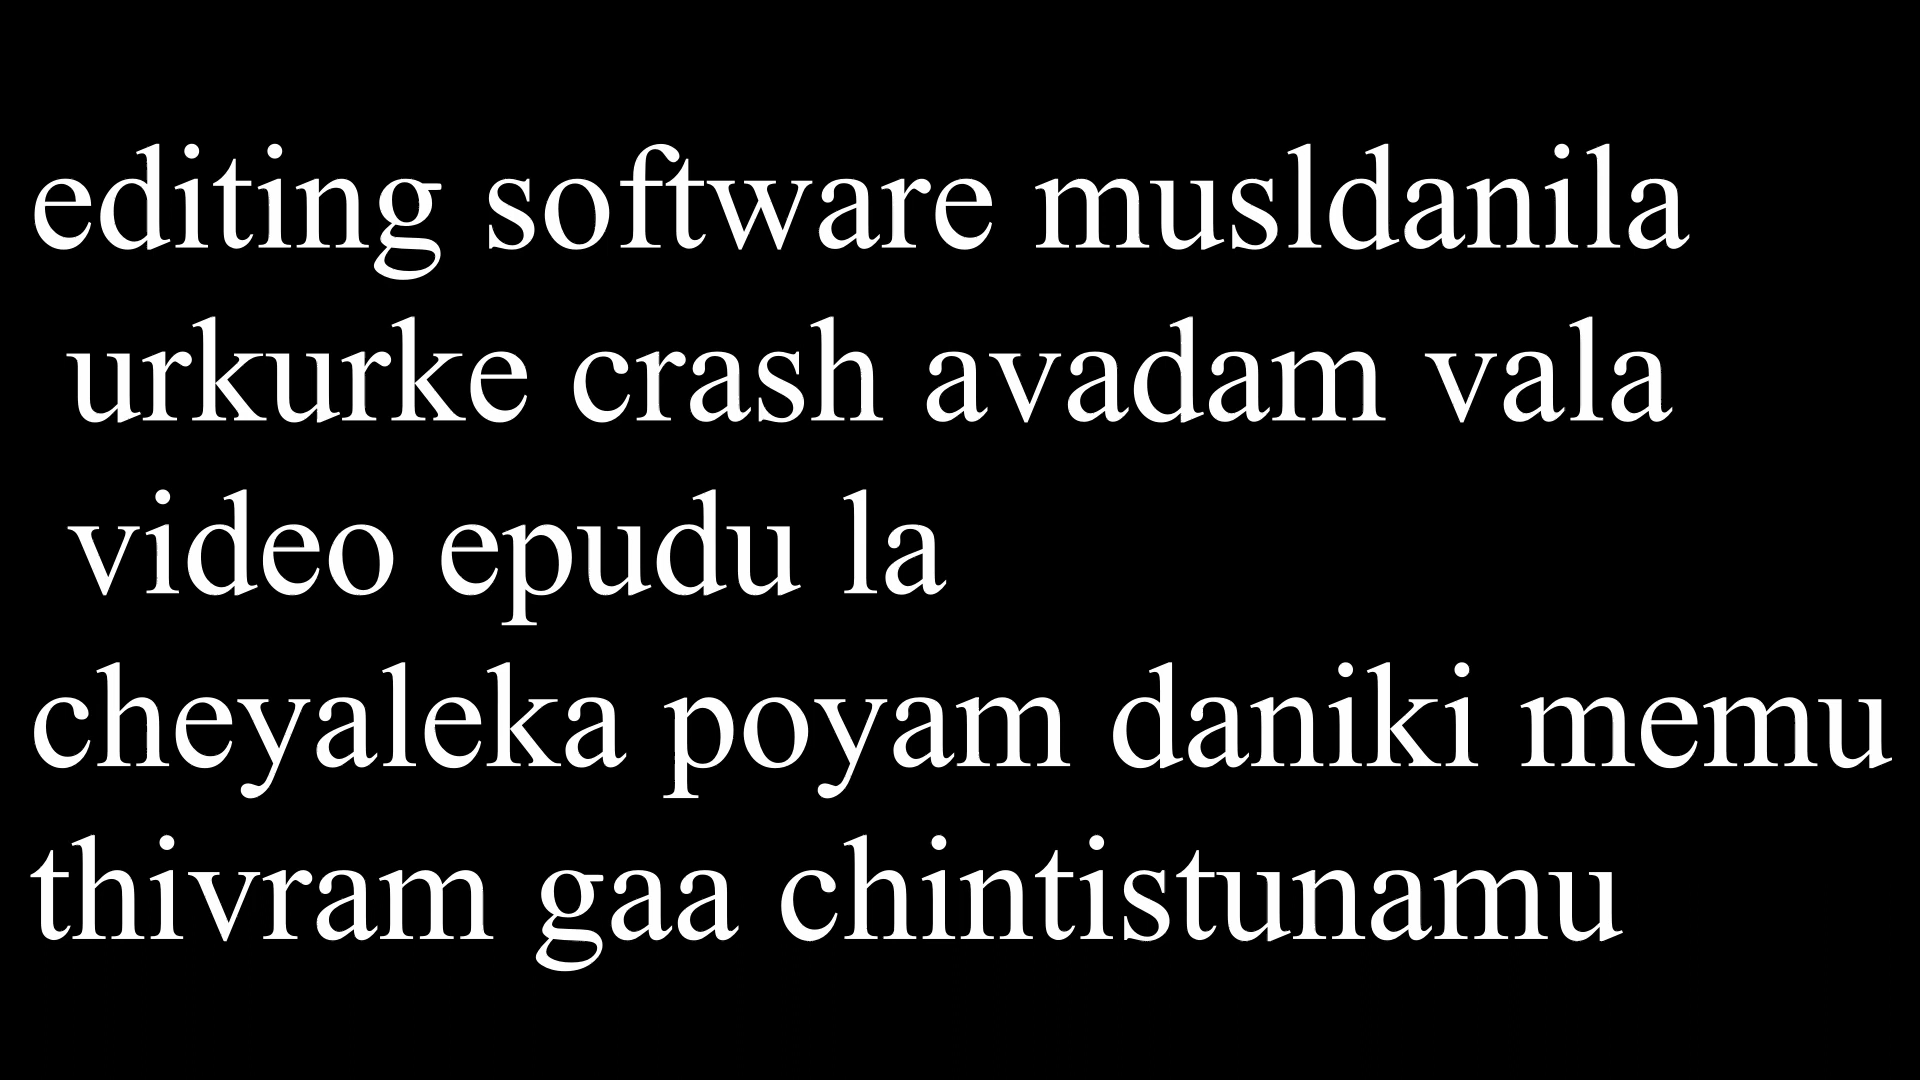 editing software musldanila
urkurke crash avadam vala
video epudu la
cheyaleka poyam daniki memu
thivram gaa chintistunamu